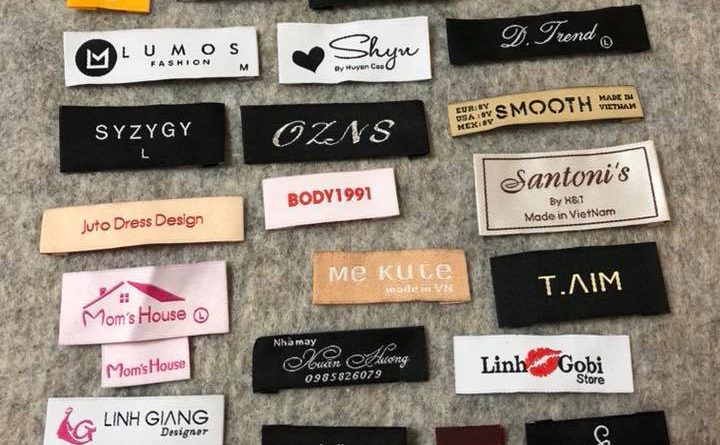 LUMOS
FASHION
M
Shyn
By Huyen Cao
D. Trend
L
SYZYGY
L
OZNS
EUR: 8Y
USA : 8Y
MEX: 8Y
SMOOTH
MADE IN
VIETNAM
Juto Dress Design
BODY1991
Santoni's
By H&T
Made in VietNam
Mom's House
L
Mom's House
Me Kute
made in VN
T.AIM
Nhà may
Xuân Hương
0985826079
Linh Gobi
Store
LINH GIANG
Designer